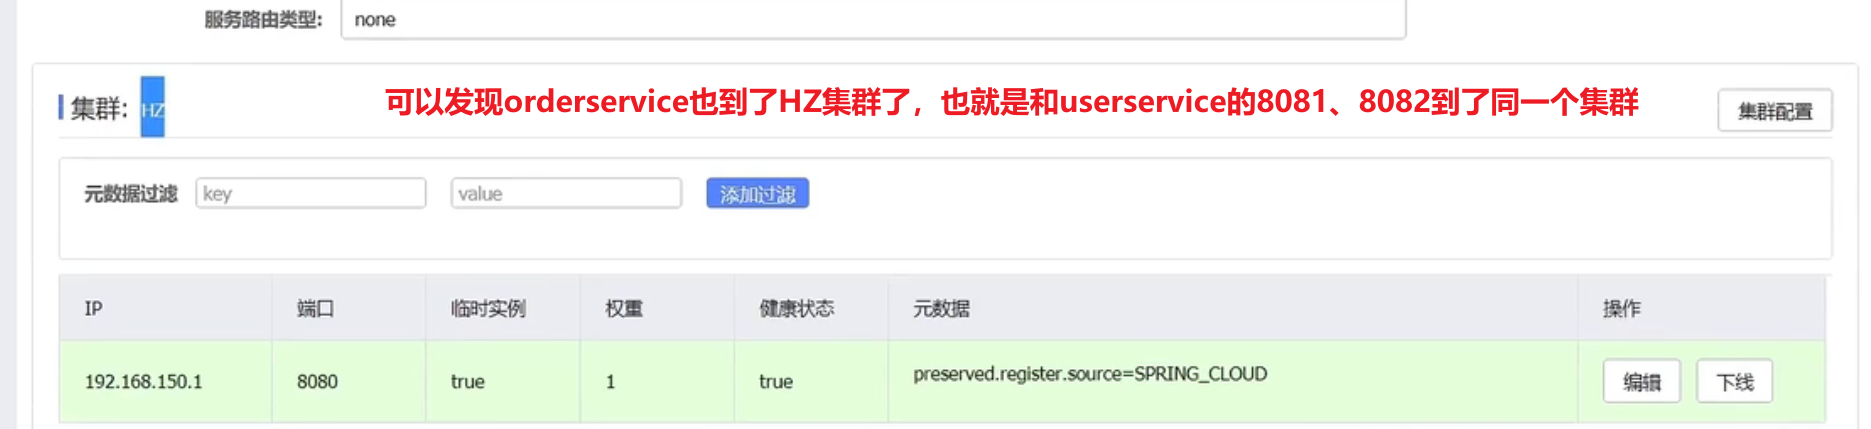 服务路由类型: none
集群: HZ 可以发现orderservice也到了HZ集群了，也就是和userservice的8081、8082到了同一个集群 集群配置
元数据过滤 key value 添加过滤
IP 端口 临时实例 权重 健康状态 元数据 操作
192.168.150.1 8080 true 1 true preserved.register.source=SPRING_CLOUD 编辑 下线